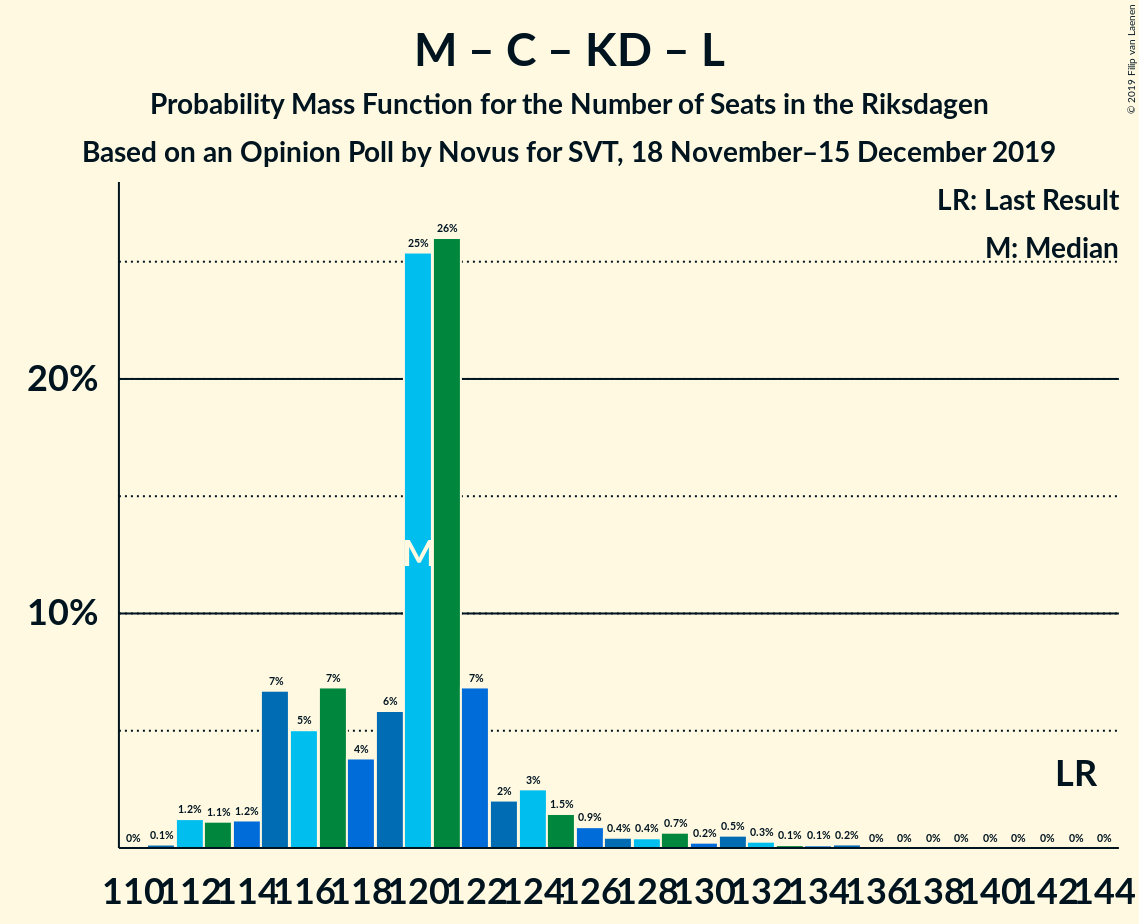 M – C – KD – L
Probability Mass Function for the Number of Seats in the Riksdagen
Based on an Opinion Poll by Novus for SVT, 18 November–15 December 2019
© 2019 Filip van Laenen
LR: Last Result
M: Median
20%
10%
0% 0.1% 1.2% 1.1% 1.2% 7% 5% 7% 4% 6% 25% 26% 7% 2% 3% 1.5% 0.9% 0.4% 0.4% 0.7% 0.2% 0.5% 0.3% 0.1% 0.1% 0.2% 0% 0% 0% 0% 0% 0% 0% 0% 0%
M
LR
110 112 114 116 118 120 122 124 126 128 130 132 134 136 138 140 142 144